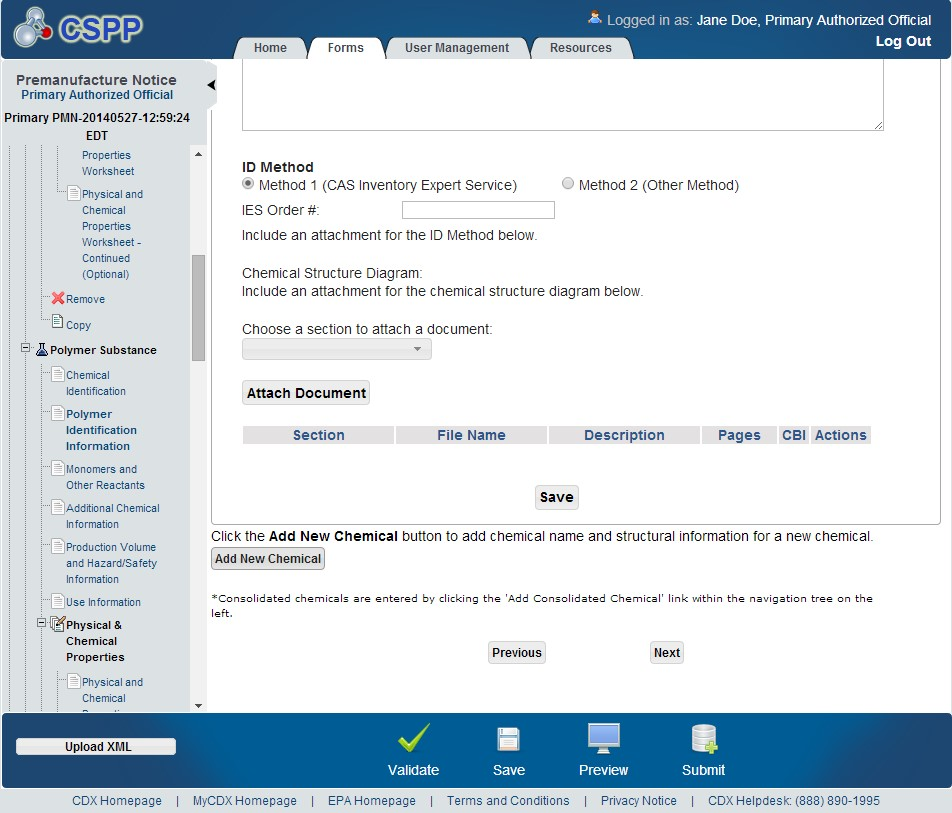 CSPP
Logged in as: Jane Doe, Primary Authorized Official
Log Out
Home
Forms
User Management
Resources
Premanufacture Notice
Primary Authorized Official
Primary PMN-20140527-12:59:24
EDT
Properties
Worksheet
Physical and
Chemical
Properties
Worksheet -
Continued
(Optional)
Remove
Copy
Polymer Substance
Chemical
Identification
Polymer
Identification
Information
Monomers and
Other Reactants
Additional Chemical
Information
Production Volume
and Hazard/Safety
Information
Use Information
Physical &
Chemical
Properties
Physical and
Chemical
ID Method
Method 1 (CAS Inventory Expert Service)
Method 2 (Other Method)
IES Order #:
Include an attachment for the ID Method below.
Chemical Structure Diagram:
Include an attachment for the chemical structure diagram below.
Choose a section to attach a document:
Attach Document
Section File Name Description Pages CBI Actions
Save
Click the Add New Chemical button to add chemical name and structural information for a new chemical.
Add New Chemical
*Consolidated chemicals are entered by clicking the 'Add Consolidated Chemical' link within the navigation tree on the
left.
Previous
Next
Upload XML
Validate
Save
Preview
Submit
CDX Homepage | MyCDX Homepage | EPA Homepage | Terms and Conditions | Privacy Notice | CDX Helpdesk: (888) 890-1995